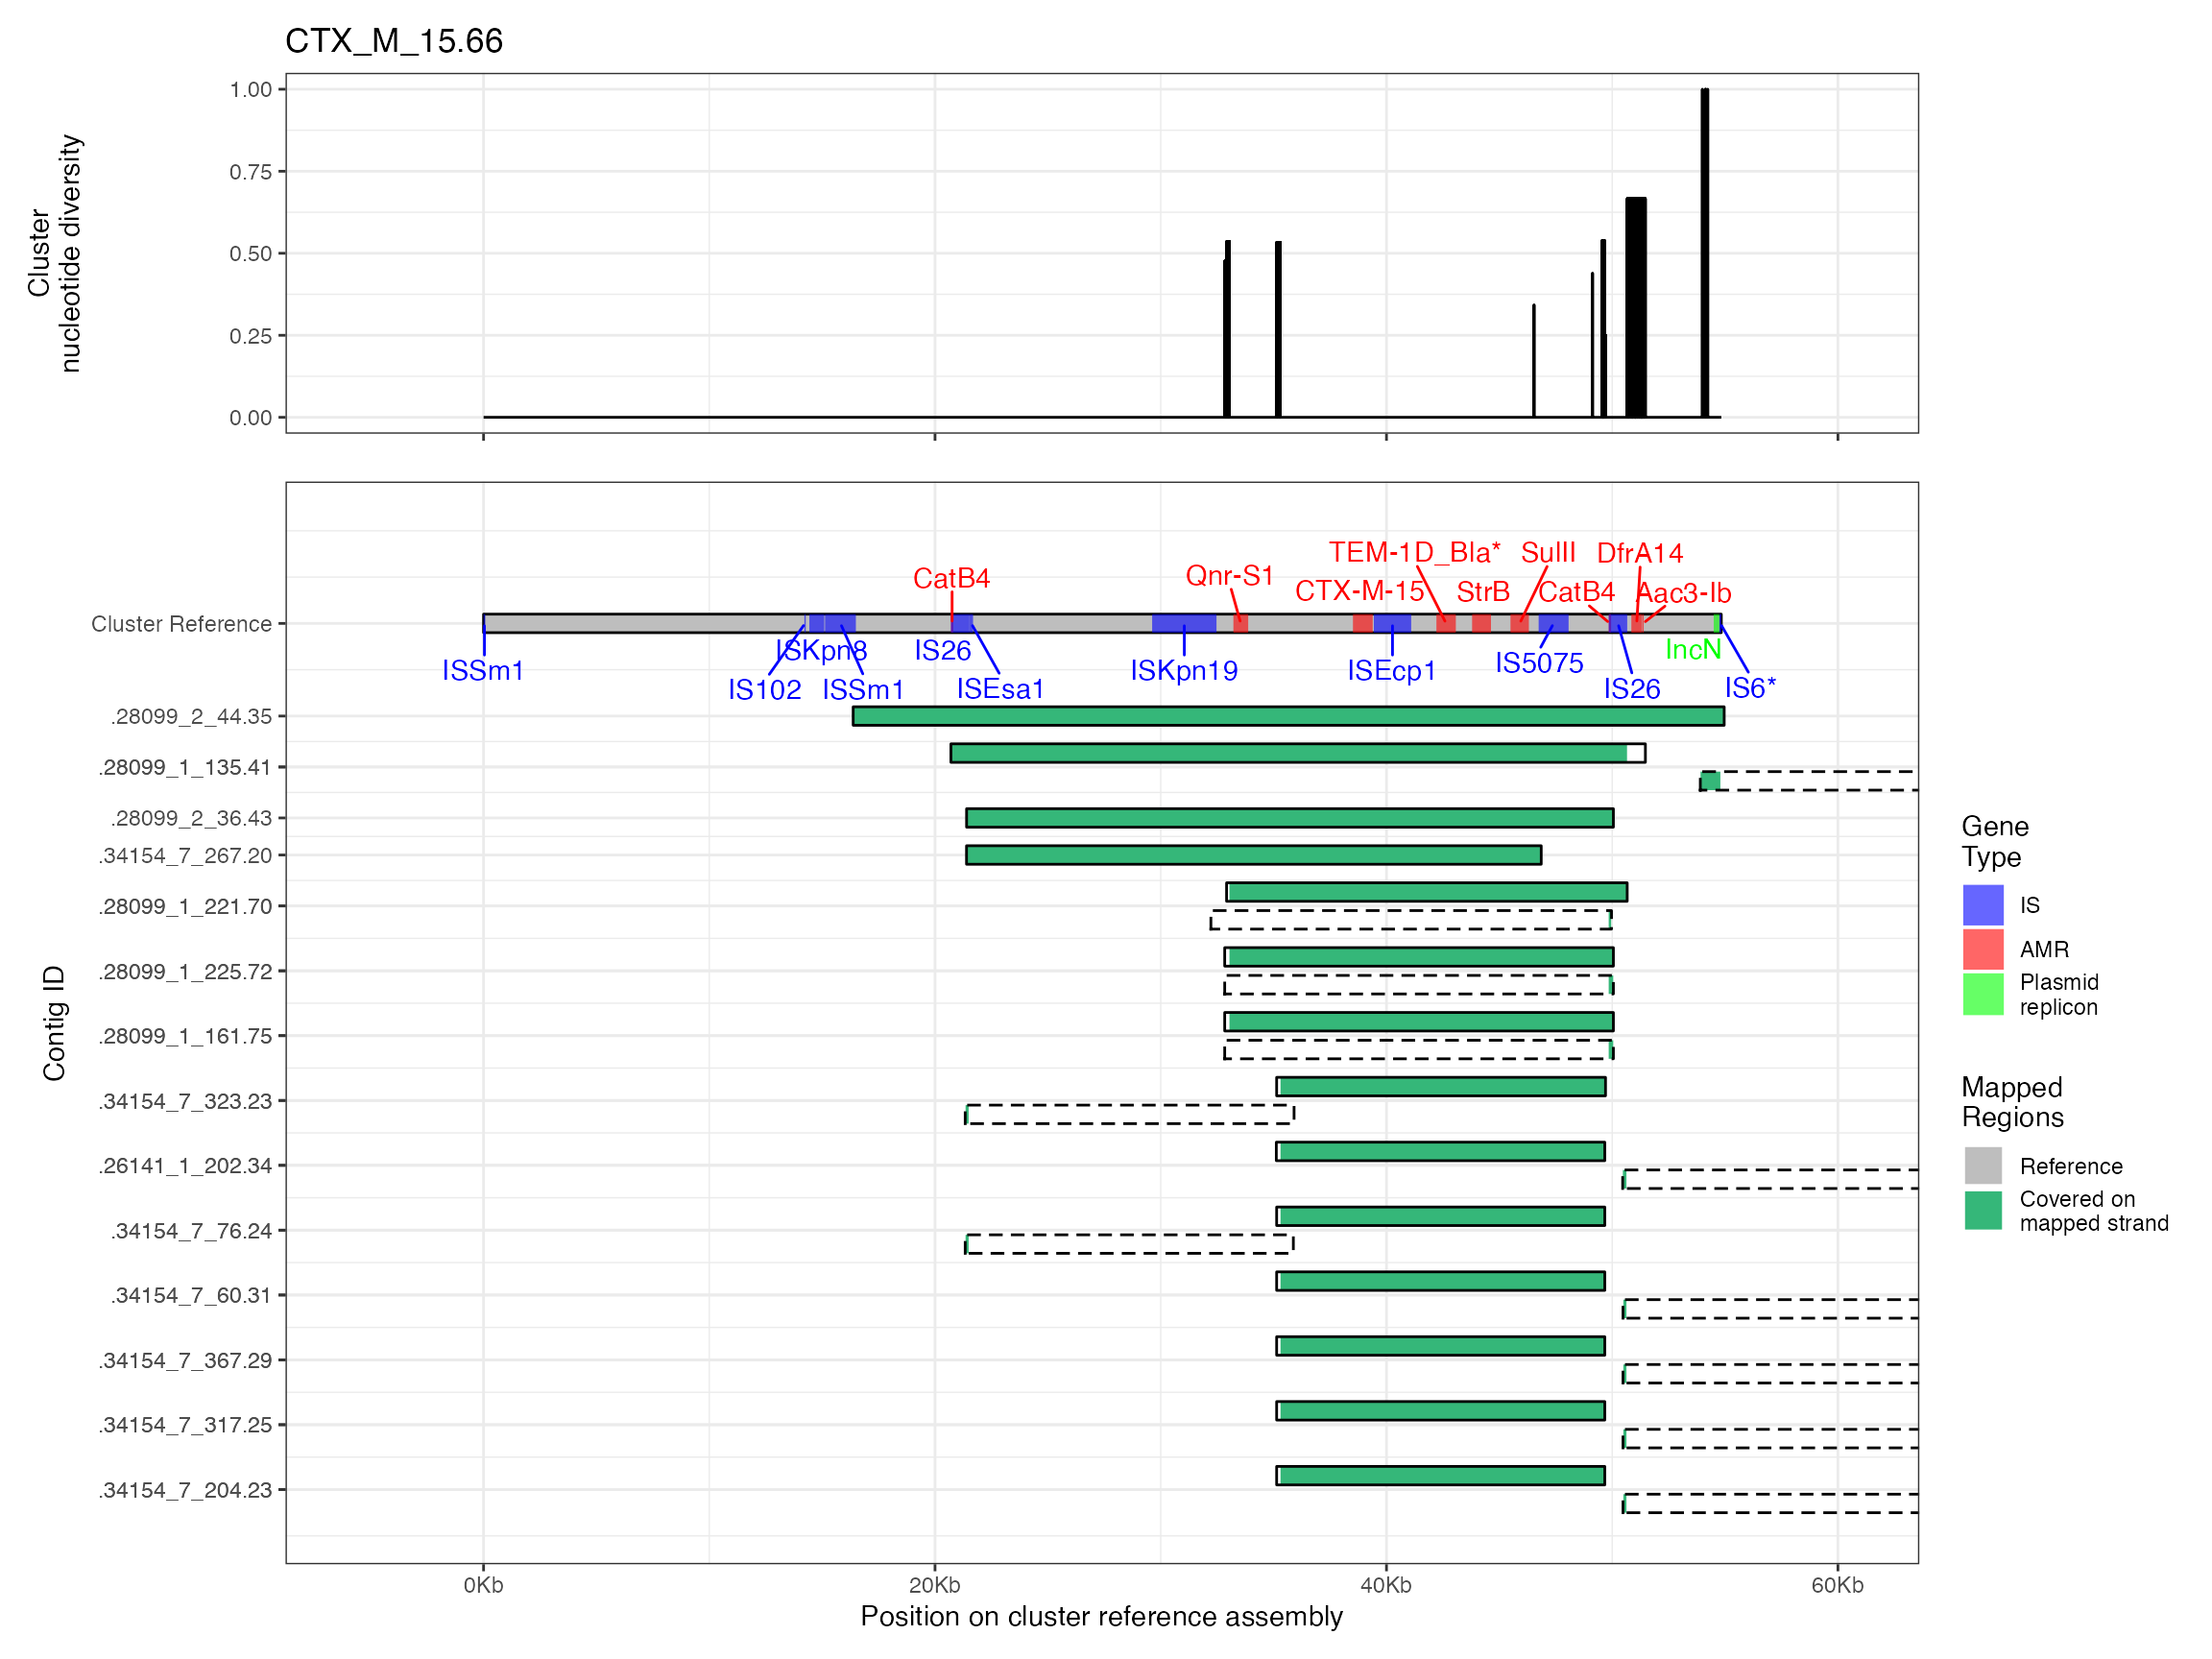 CTX_M_15.66
Cluster
nucleotide diversity
1.00
0.75
0.50
0.25
0.00
TEM-1D_Bla*
SulII
DfrA14
CatB4
Qnr-S1
CTX-M-15
StrB
CatB4
Aac3-Ib
Cluster Reference
ISSm1
ISKpn8
IS26
ISKpn19
ISEcp1
IS5075
IncN
IS102
ISSm1
ISEsa1
IS26
IS6*
Contig ID
.28099_2_44.35
.28099_1_135.41
.28099_2_36.43
.34154_7_267.20
.28099_1_221.70
.28099_1_225.72
.28099_1_161.75
.34154_7_323.23
.26141_1_202.34
.34154_7_76.24
.34154_7_60.31
.34154_7_367.29
.34154_7_317.25
.34154_7_204.23
0Kb
20Kb
40Kb
60Kb
Position on cluster reference assembly
Gene
Type
IS
AMR
Plasmid
replicon
Mapped
Regions
Reference
Covered on
mapped strand